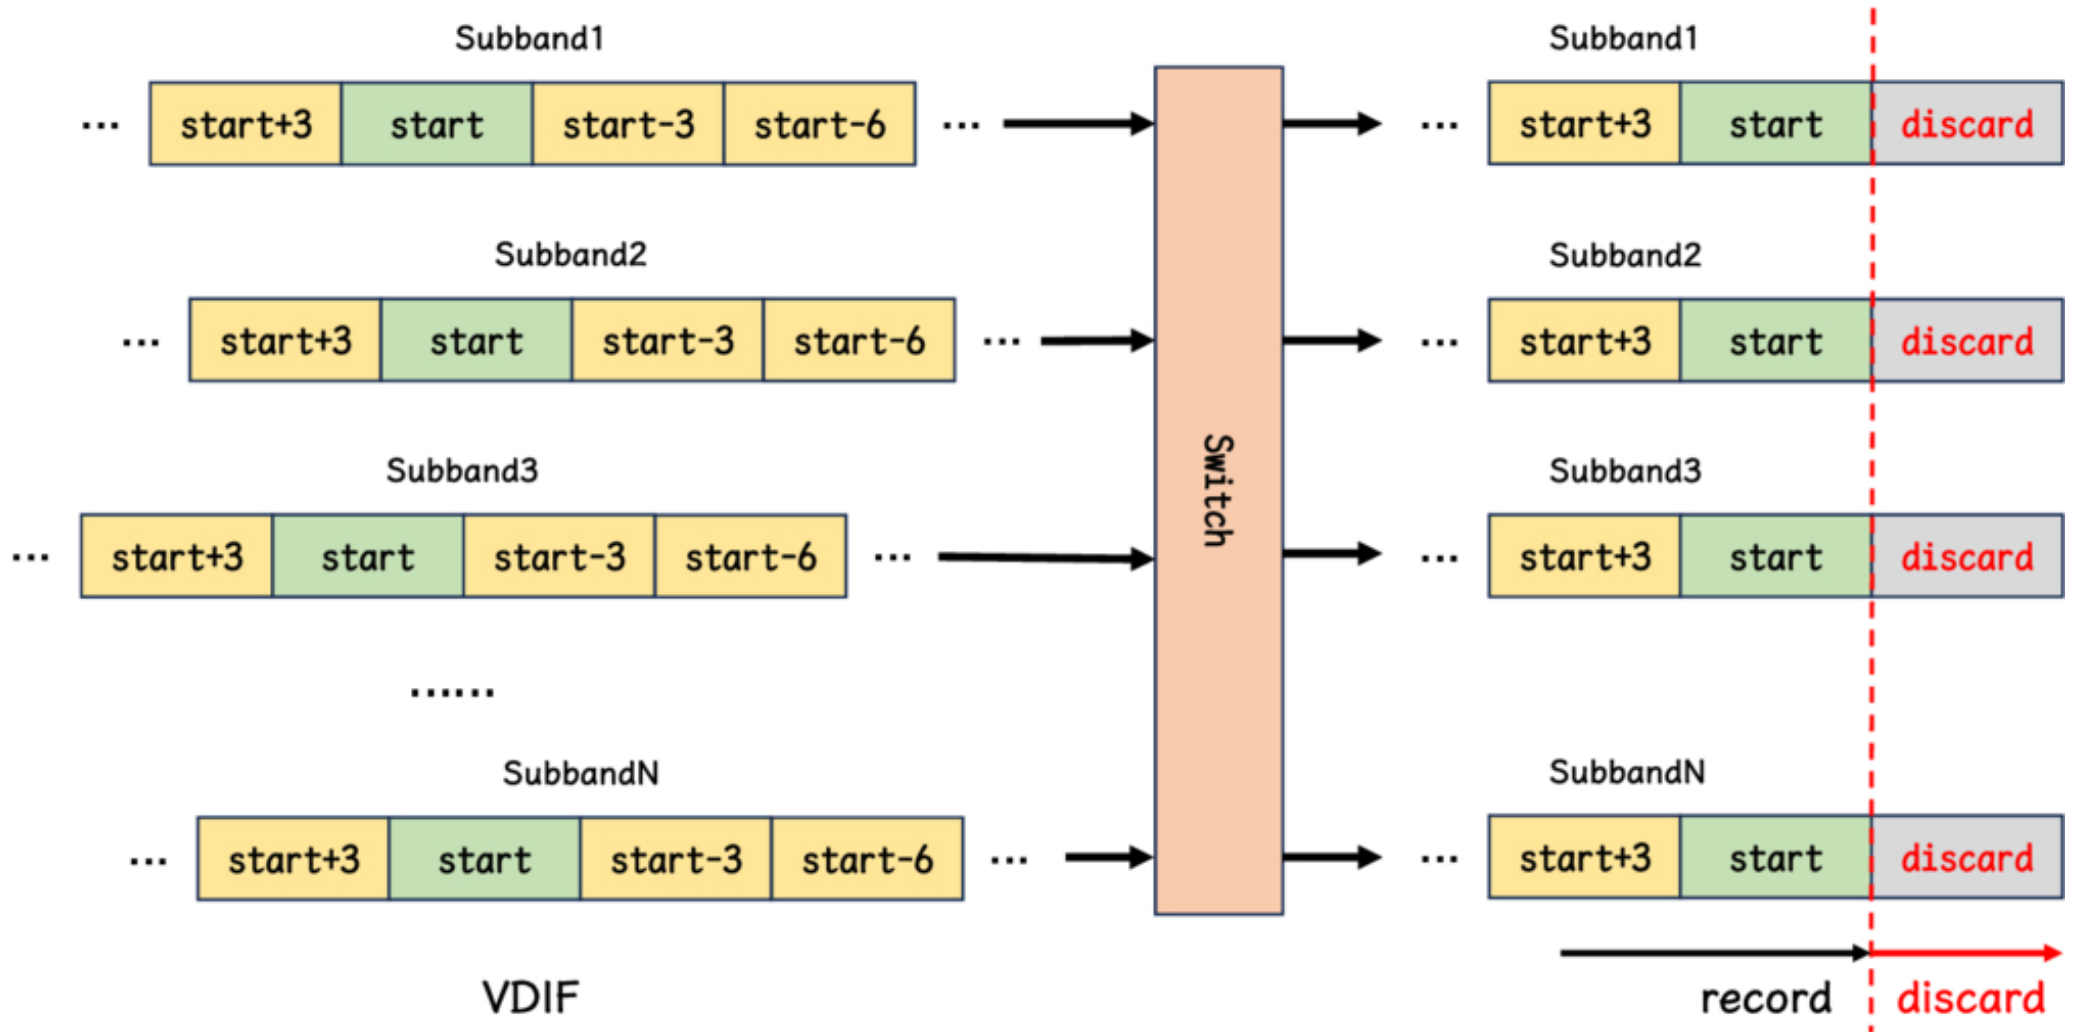 Subband1
... start+3 start start-3 start-6 ...
Subband2
... start+3 start start-3 start-6 ...
Subband3
... start+3 start start-3 start-6 ...
......
SubbandN
... start+3 start start-3 start-6 ...
VDIF
Switch
Subband1
... start+3 start discard
Subband2
... start+3 start discard
Subband3
... start+3 start discard
SubbandN
... start+3 start discard
record discard